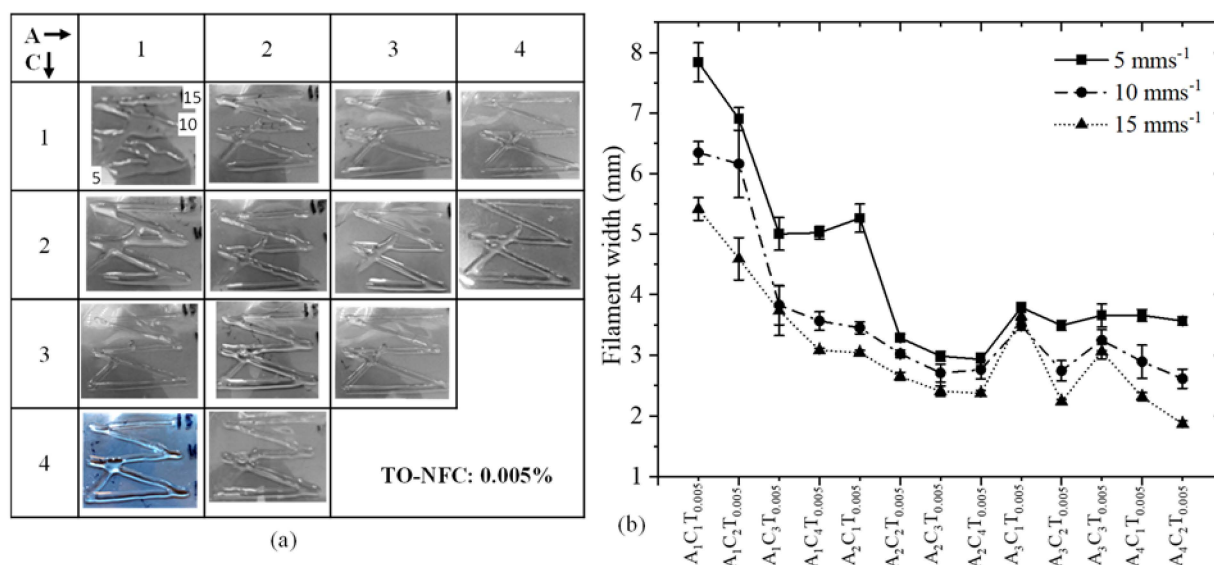 A →
C ↓
1 2 3 4
1
15
10
5
2
15
15
3
4
15
TO-NFC: 0.005%
(a)
8
7
6
5
4
3
2
1
Filament width (mm)
5 mms⁻¹
10 mms⁻¹
15 mms⁻¹
A₁C₁T₀.₀₀₅
A₁C₂T₀.₀₀₅
A₁C₃T₀.₀₀₅
A₁C₄T₀.₀₀₅
A₂C₁T₀.₀₀₅
A₂C₂T₀.₀₀₅
A₂C₃T₀.₀₀₅
A₂C₄T₀.₀₀₅
A₃C₁T₀.₀₀₅
A₃C₂T₀.₀₀₅
A₃C₃T₀.₀₀₅
A₄C₁T₀.₀₀₅
A₄C₂T₀.₀₀₅
(b)